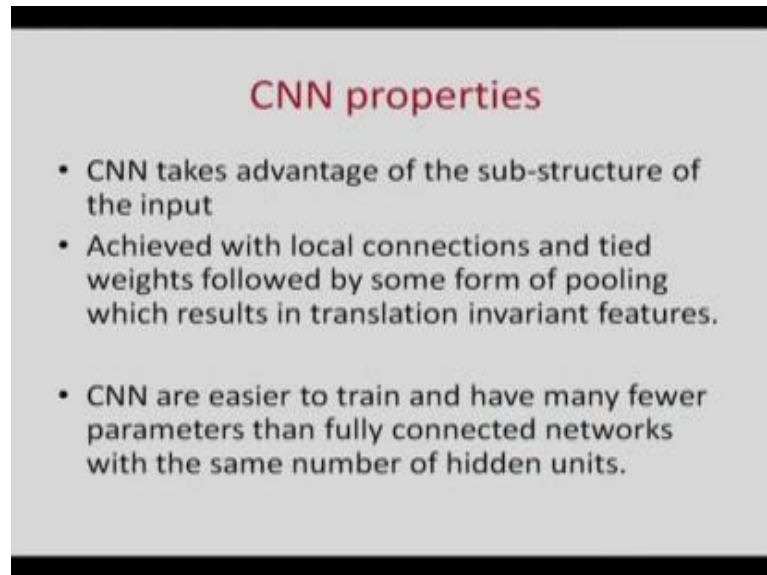 CNN properties
• CNN takes advantage of the sub-structure of
the input
• Achieved with local connections and tied
weights followed by some form of pooling
which results in translation invariant features.
• CNN are easier to train and have many fewer
parameters than fully connected networks
with the same number of hidden units.